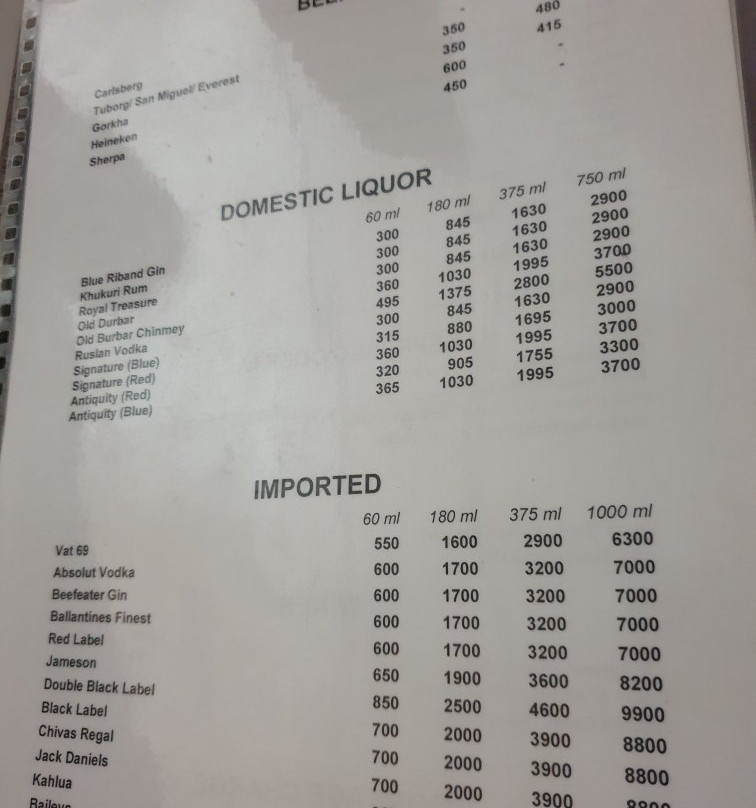 Carlsberg -
Tuborg/ San Miguel/ Everest 350 480
Gorkha 350 415
Heineken 600 -
Sherpa 450 -
DOMESTIC LIQUOR
60 ml 180 ml 375 ml 750 ml
Blue Riband Gin 300 845 1630 2900
Khukuri Rum 300 845 1630 2900
Royal Treasure 300 845 1630 2900
Old Durbar 360 1030 1995 3700
Old Burbar Chinmey 495 1375 2800 5500
Ruslan Vodka 300 845 1630 2900
Signature (Blue) 315 880 1695 3000
Signature (Red) 360 1030 1995 3700
Antiquity (Red) 320 905 1755 3300
Antiquity (Blue) 365 1030 1995 3700
IMPORTED
60 ml 180 ml 375 ml 1000 ml
Vat 69 550 1600 2900 6300
Absolut Vodka 600 1700 3200 7000
Beefeater Gin 600 1700 3200 7000
Ballantines Finest 600 1700 3200 7000
Red Label 600 1700 3200 7000
Jameson 650 1900 3600 8200
Double Black Label 850 2500 4600 9900
Black Label 700 2000 3900 8800
Chivas Regal 700 2000 3900 8800
Jack Daniels 700 2000 3900
Kahlua
Baileys